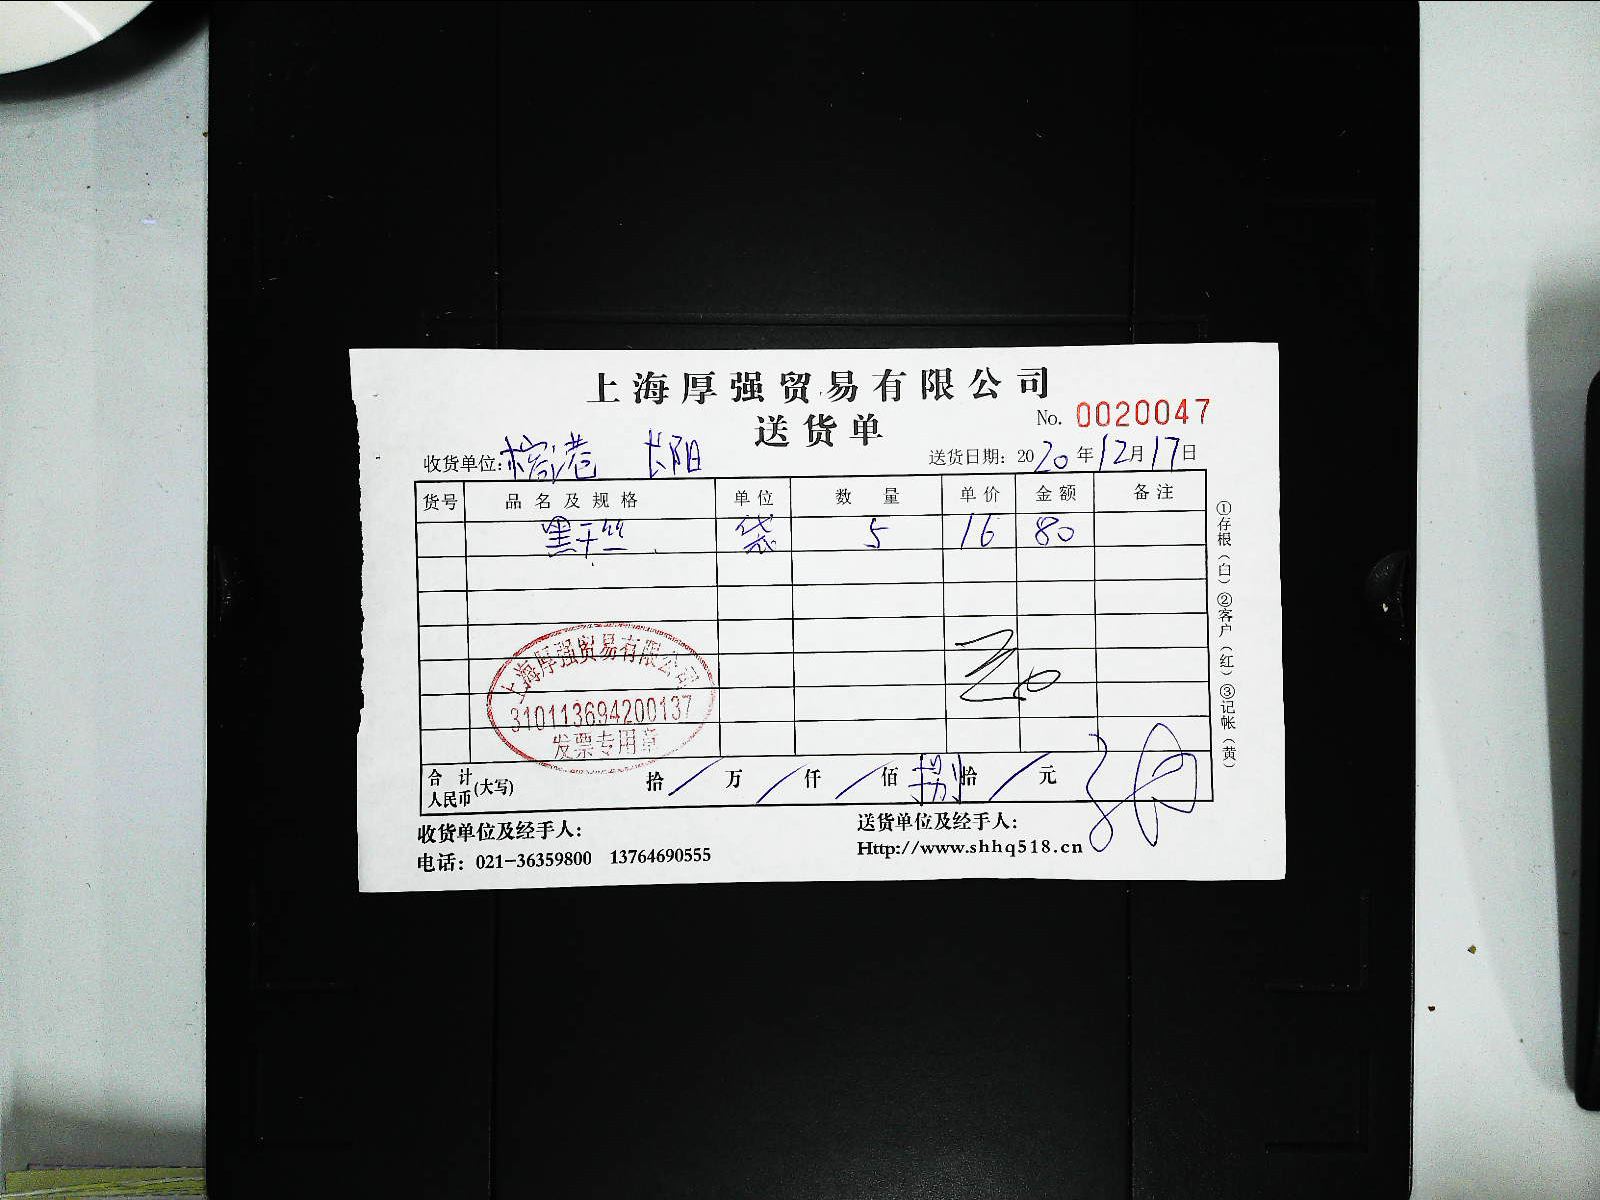 上海厚强贸易有限公司
送货单
No. 0020047
收货单位: 榕港 长阳
送货日期: 2020年12月17日
货号 品名及规格 单位 数量 单价 金额 备注
黑干丝 袋 5 16 80
上海厚强贸易有限公司
310113694200137
发票专用章
合计人民币(大写) 拾 / 万 / 仟 / 佰 捌 拾 / 元
收货单位及经手人:
送货单位及经手人:
电话: 021-36359800 13764690555
Http://www.shhq518.cn
①存根(白)②客户(红)③记帐(黄)